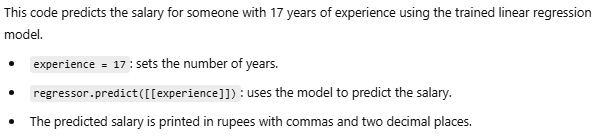 This code predicts the salary for someone with 17 years of experience using the trained linear regression
model.
• experience = 17 : sets the number of years.
• regressor.predict([[experience]]) : uses the model to predict the salary.
• The predicted salary is printed in rupees with commas and two decimal places.